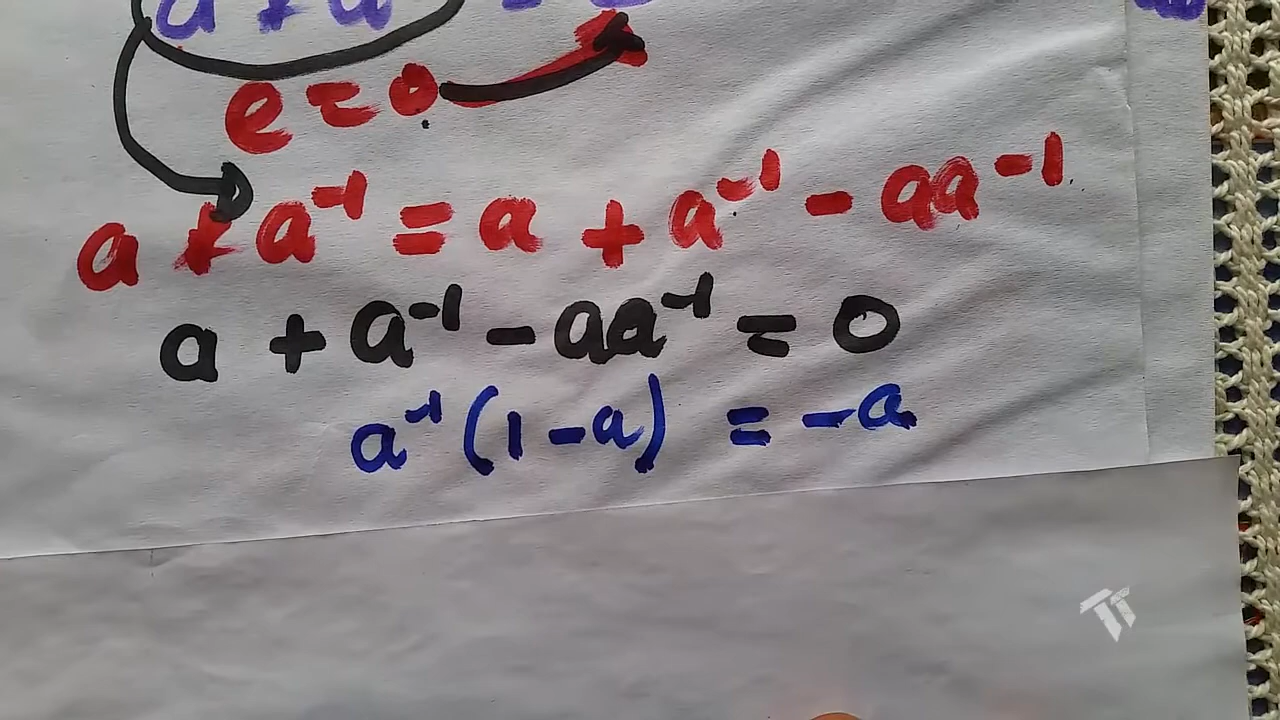 e = 0
a * a⁻¹ = a + a⁻¹ - aa⁻¹
a + a⁻¹ - aa⁻¹ = 0
a⁻¹ (1 - a) = -a